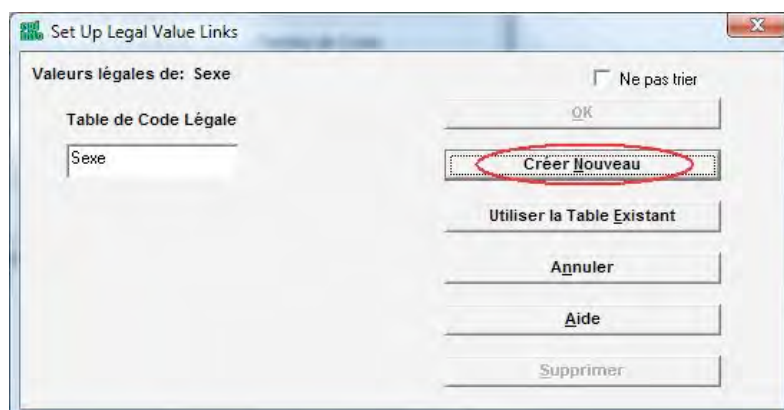 Set Up Legal Value Links
Valeurs légales de: Sexe
Ne pas trier
Table de Code Légale
Sexe
OK
Créer Nouveau
Utiliser la Table Existant
Annuler
Aide
Supprimer